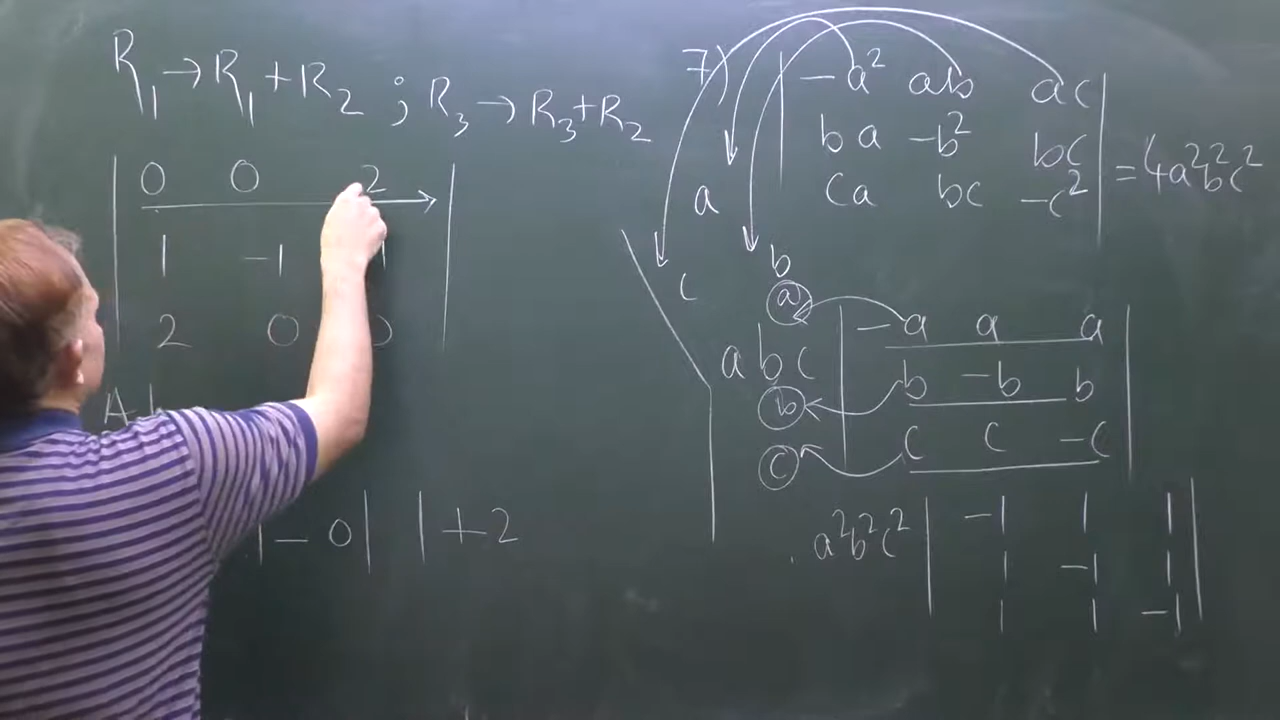 R₁ → R₁ + R₂ ; R₃ → R₃ + R₂
0 0 2
1 -1 1
2 0 0
| - 0| | + 2
7) | -a² ab ac |
ba -b² bc = 4a²b²c²
a ca bc -c²
b
c
a
a b c | -a a a |
b b -b b
c c c -c
a²b²c² | -1 1 1 |
1 -1 1
1 1 -1